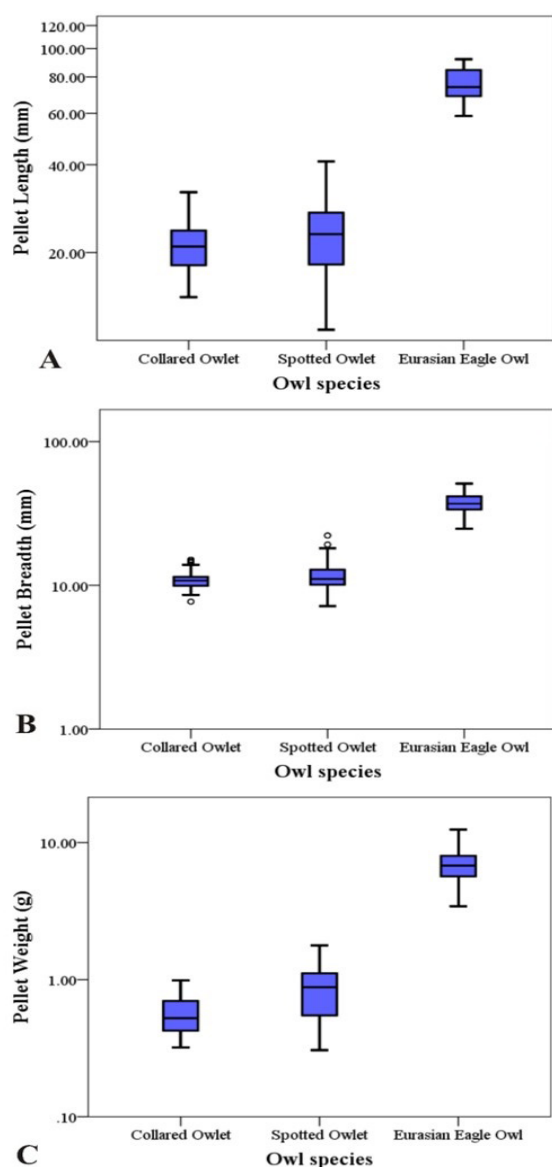 120.00
100.00
80.00
60.00
40.00
20.00
Pellet Length (mm)
A
Collared Owlet Spotted Owlet Eurasian Eagle Owl
Owl species
100.00
10.00
1.00
Pellet Breadth (mm)
B
Collared Owlet Spotted Owlet Eurasian Eagle Owl
Owl species
10.00
1.00
.10
Pellet Weight (g)
C
Collared Owlet Spotted Owlet Eurasian Eagle Owl
Owl species